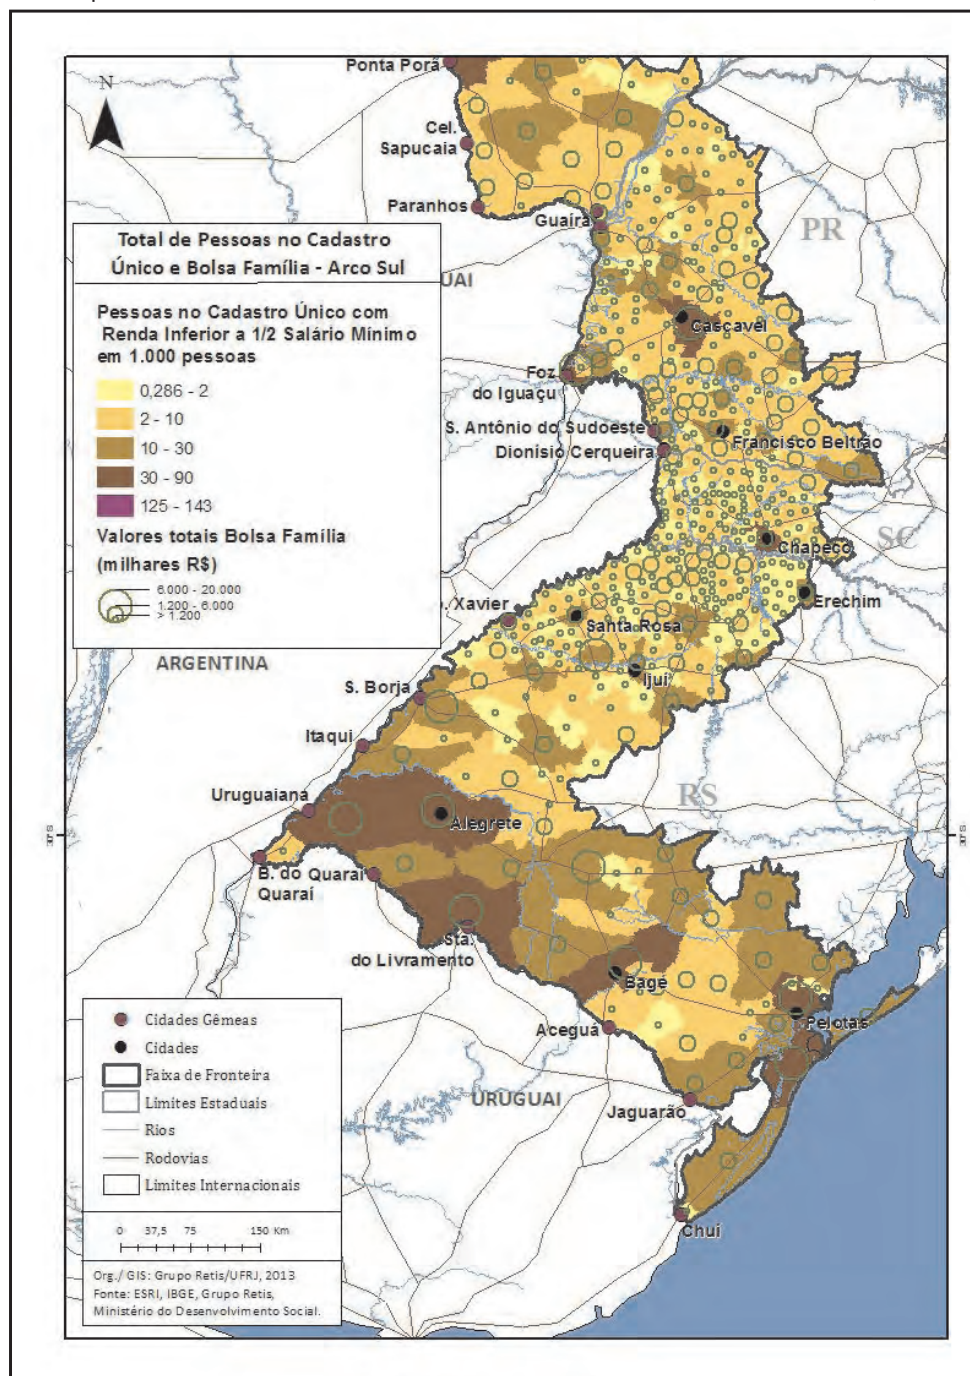 Ponta Porã
N
Cel.
Sapucaia
Paranhos
Guaíra
PR
Total de Pessoas no Cadastro
Único e Bolsa Família - Arco Sul
UAI
Pessoas no Cadastro Único com
Renda Inferior a 1/2 Salário Mínimo
em 1.000 pessoas
0,286 - 2
2 - 10
10 - 30
30 - 90
125 - 143
Valores totais Bolsa Família
(milhares R$)
6.000 - 20.000
1.200 - 6.000
> 1.200
Cascavel
Foz
do Iguaçu
S. Antônio do Sudoeste
Dionísio Cerqueira
Francisco Beltrão
Chapecó
SC
Xavier
Erechim
Santa Rosa
ARGENTINA
Ijuí
S. Borja
Itaqui
RS
Uruguaiana
Alegrete
30°S
30°S
B. do Quaraí
Quaraí
Sta.
do Livramento
Bagé
Aceguá
Pelotas
URUGUAI
Jaguarão
Chuí
Cidades Gêmeas
Cidades
Faixa de Fronteira
Limites Estaduais
Rios
Rodovias
Limites Internacionais
0 37,5 75 150 Km
Org./ GIS: Grupo Retis/UFRJ, 2013
Fonte: ESRI, IBGE, Grupo Retis,
Ministério do Desenvolvimento Social.